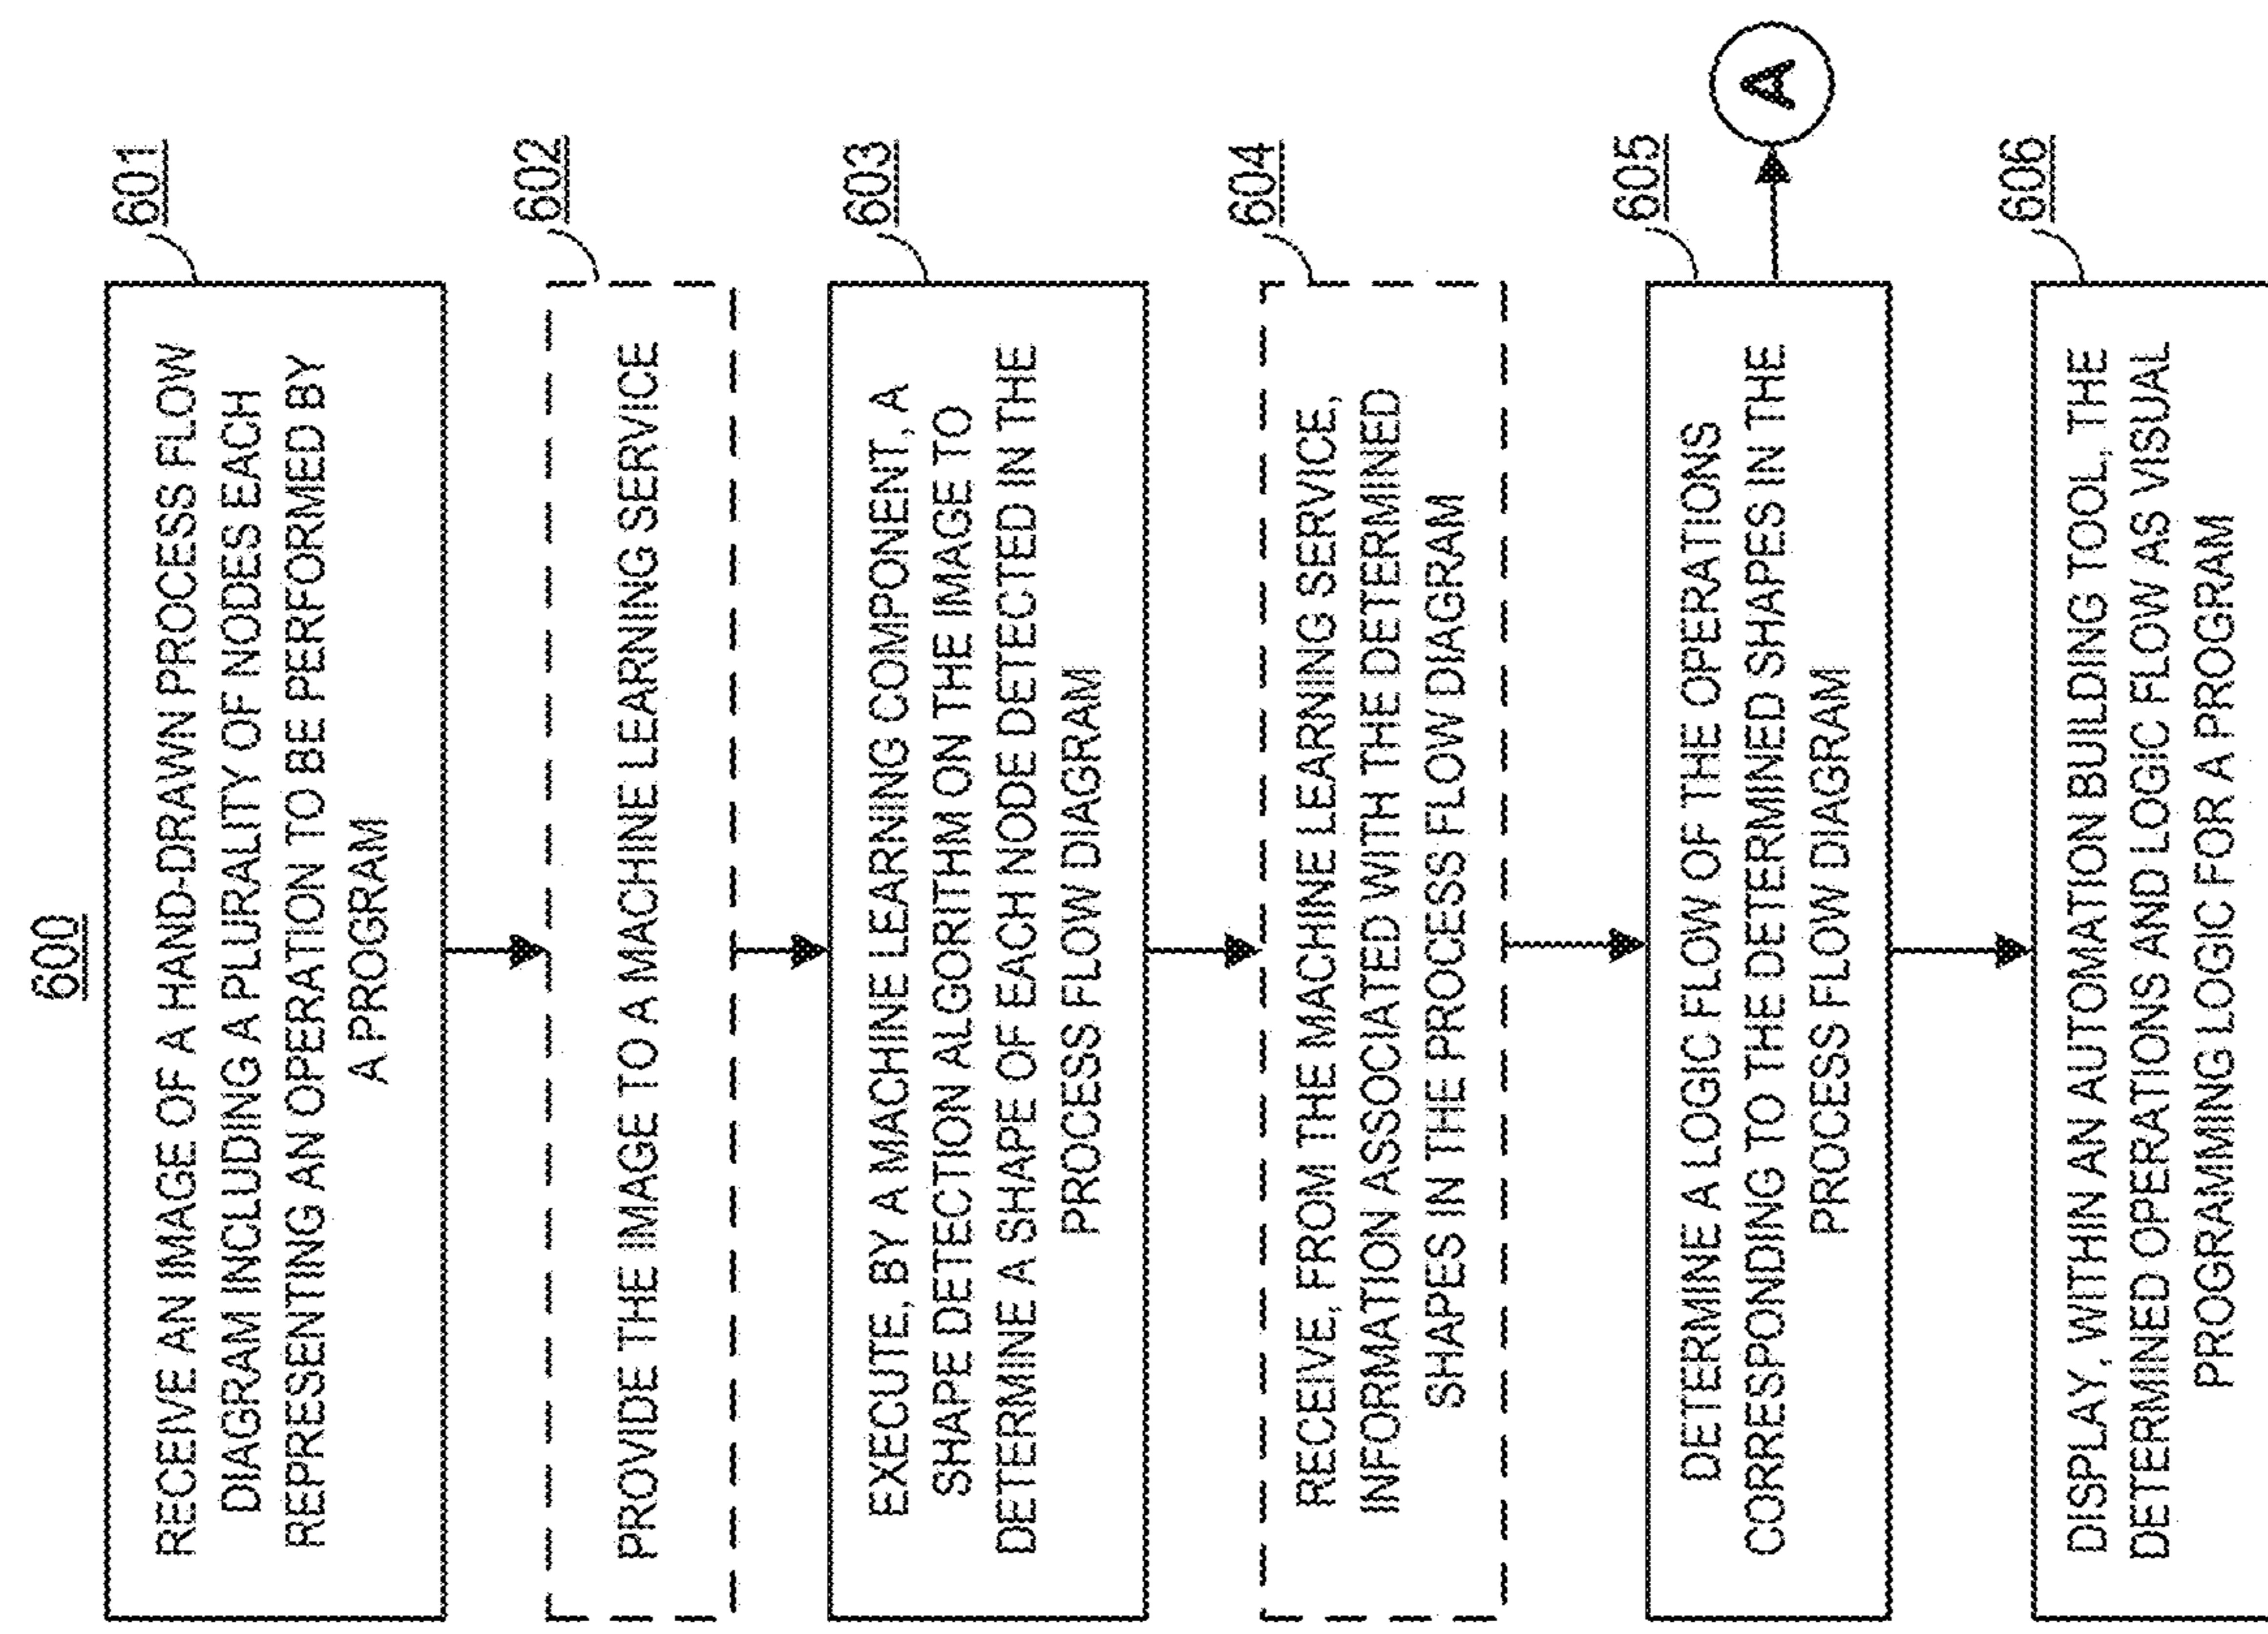 600
601
RECEIVE AN IMAGE OF A HAND-DRAWN PROCESS FLOW
DIAGRAM INCLUDING A PLURALITY OF NODES EACH
REPRESENTING AN OPERATION TO BE PERFORMED BY
A PROGRAM
602
PROVIDE THE IMAGE TO A MACHINE LEARNING SERVICE
603
EXECUTE, BY A MACHINE LEARNING COMPONENT, A
SHAPE DETECTION ALGORITHM ON THE IMAGE TO
DETERMINE A SHAPE OF EACH NODE DETECTED IN THE
PROCESS FLOW DIAGRAM
604
RECEIVE, FROM THE MACHINE LEARNING SERVICE,
INFORMATION ASSOCIATED WITH THE DETERMINED
SHAPES IN THE PROCESS FLOW DIAGRAM
605
DETERMINE A LOGIC FLOW OF THE OPERATIONS
CORRESPONDING TO THE DETERMINED SHAPES IN THE
PROCESS FLOW DIAGRAM
A
606
DISPLAY, WITHIN AN AUTOMATION BUILDING TOOL, THE
DETERMINED OPERATIONS AND LOGIC FLOW AS VISUAL
PROGRAMMING LOGIC FOR A PROGRAM